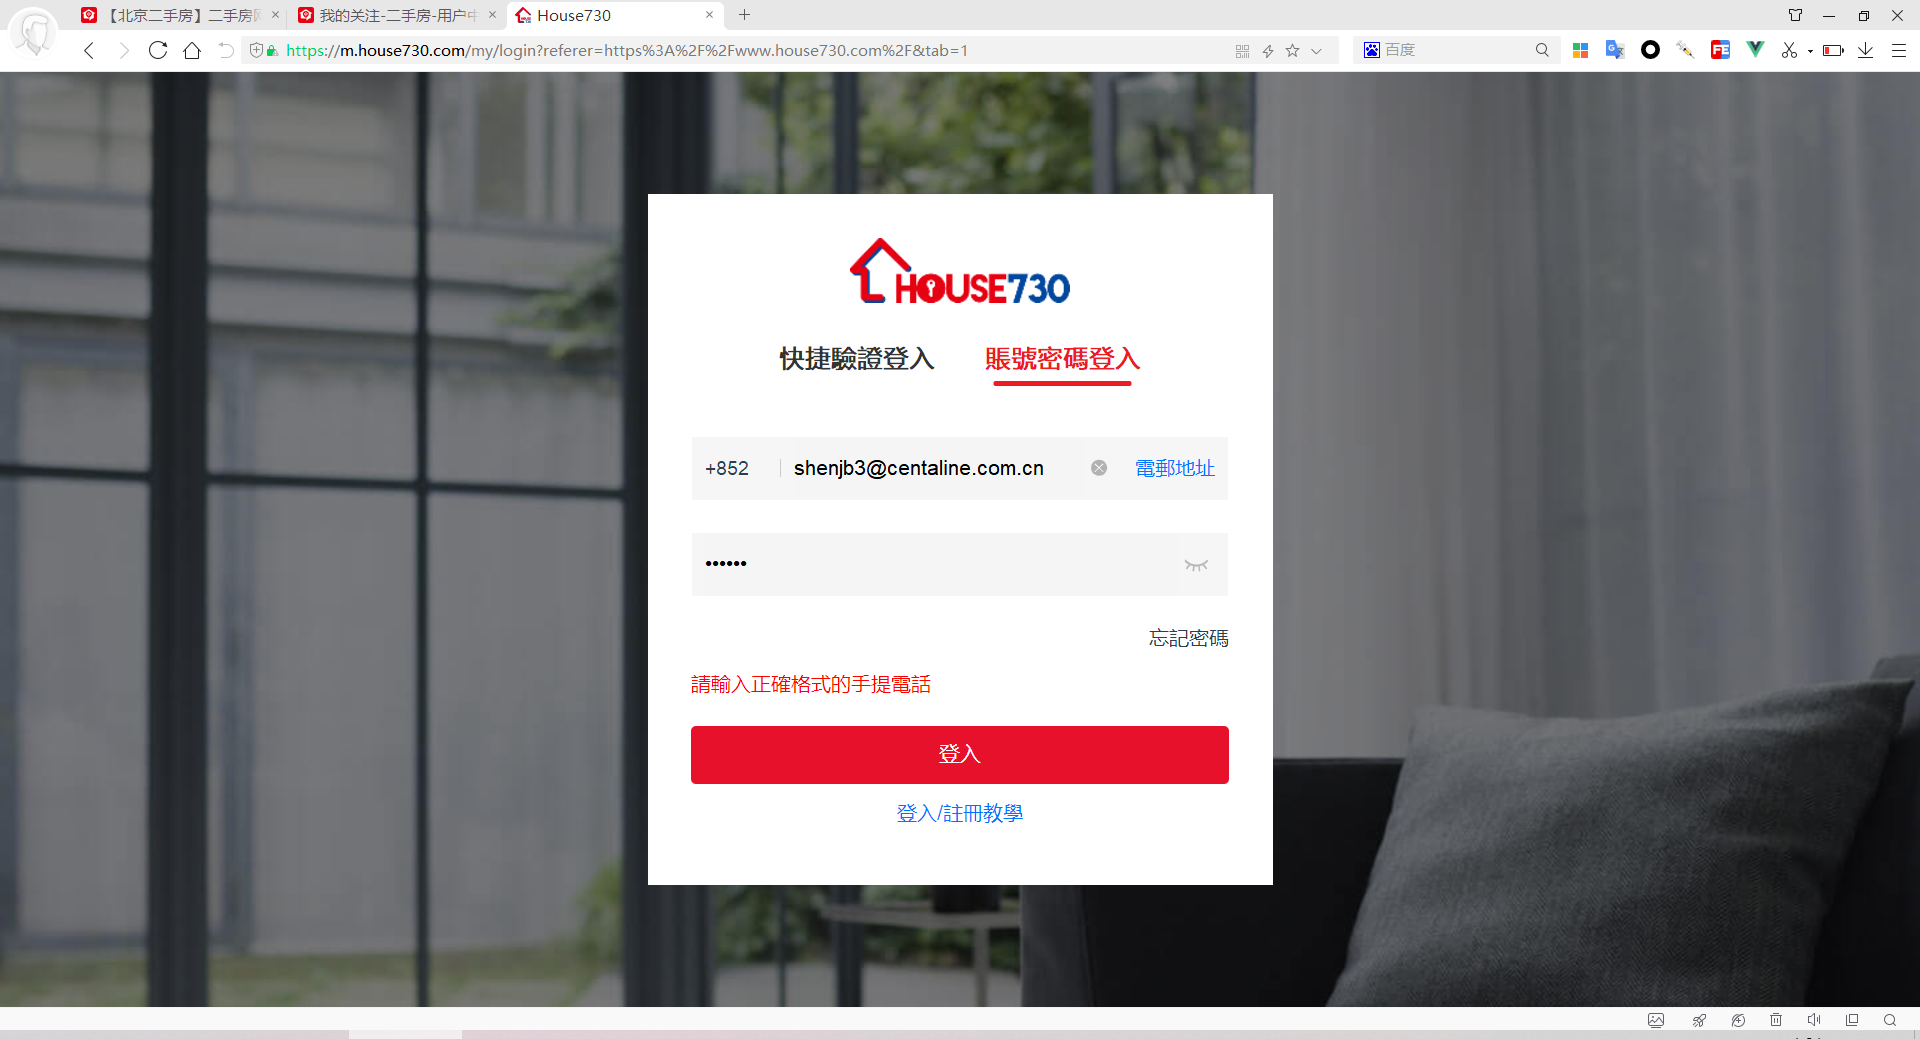 【北京二手房】二手房
我的关注-二手房-用户中
House730
https://m.house730.com/my/login?referer=https%3A%2F%2Fwww.house730.com%2F&tab=1
百度
HOUSE730
快捷驗證登入
賬號密碼登入
+852
shenjb3@centaline.com.cn
電郵地址
••••••
忘記密碼
請輸入正確格式的手提電話
登入
登入/註冊教學